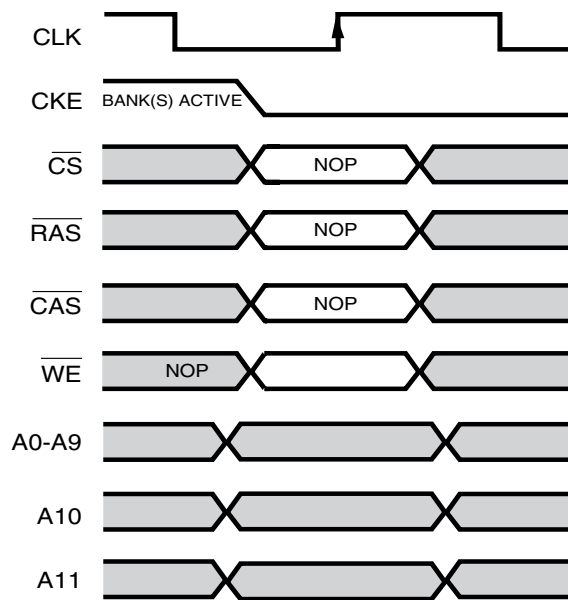 CLK
CKE BANK(S) ACTIVE
CS NOP
RAS NOP
CAS NOP
WE NOP
A0-A9
A10
A11